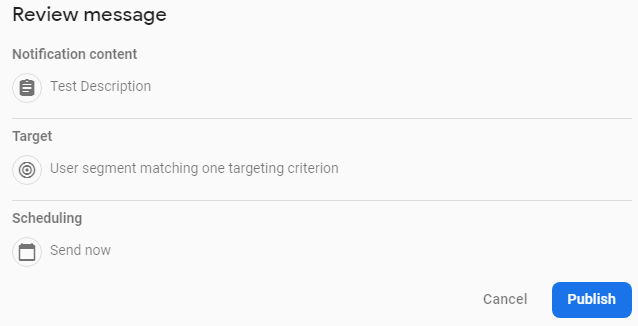 Review message
Notification content
Test Description
Target
User segment matching one targeting criterion
Scheduling
Send now
Cancel Publish